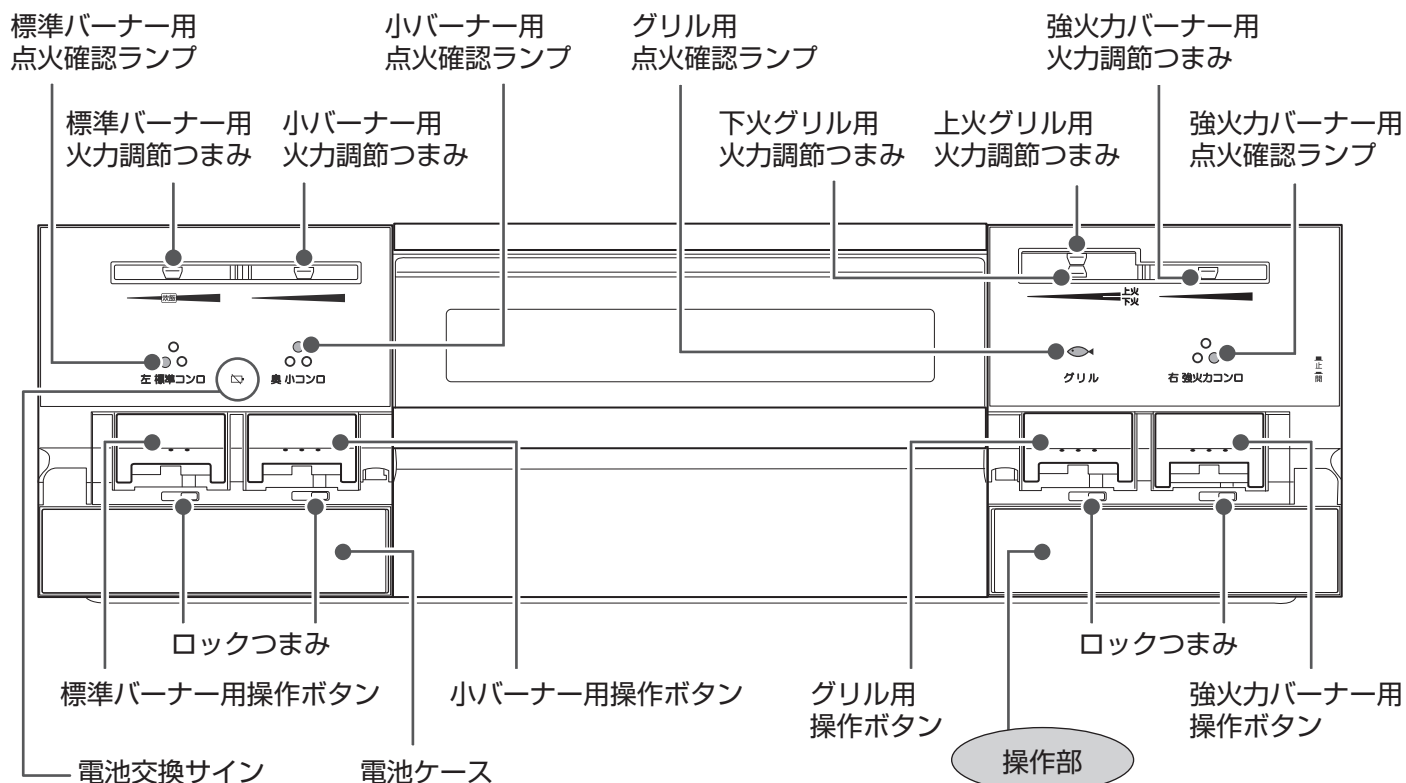 標準バーナー用
点火確認ランプ
小バーナー用
点火確認ランプ
グリル用
点火確認ランプ
強火力バーナー用
火力調節つまみ
標準バーナー用
火力調節つまみ
小バーナー用
火力調節つまみ
下火グリル用
火力調節つまみ
上火グリル用
火力調節つまみ
強火力バーナー用
点火確認ランプ
炊飯
上火
下火
左 標準コンロ
奥 小コンロ
グリル
右 強火力コンロ
止
開
ロックつまみ
ロックつまみ
標準バーナー用操作ボタン
小バーナー用操作ボタン
グリル用
操作ボタン
強火力バーナー用
操作ボタン
電池交換サイン
電池ケース
操作部